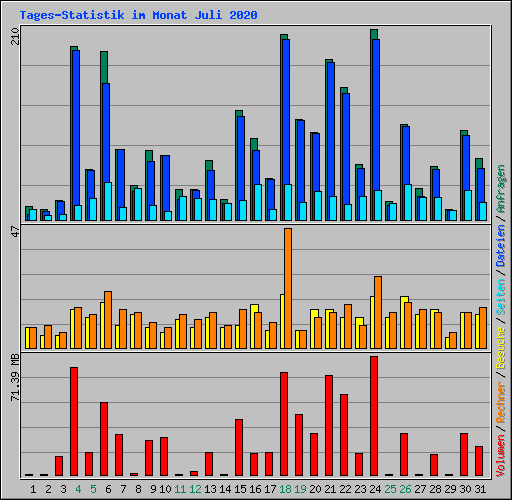 Tages-Statistik im Monat Juli 2020
210
47
71.39 MB
Volumen / Rechner / Besuche / Seiten / Dateien / Anfragen
1 2 3 4 5 6 7 8 9 10 11 12 13 14 15 16 17 18 19 20 21 22 23 24 25 26 27 28 29 30 31